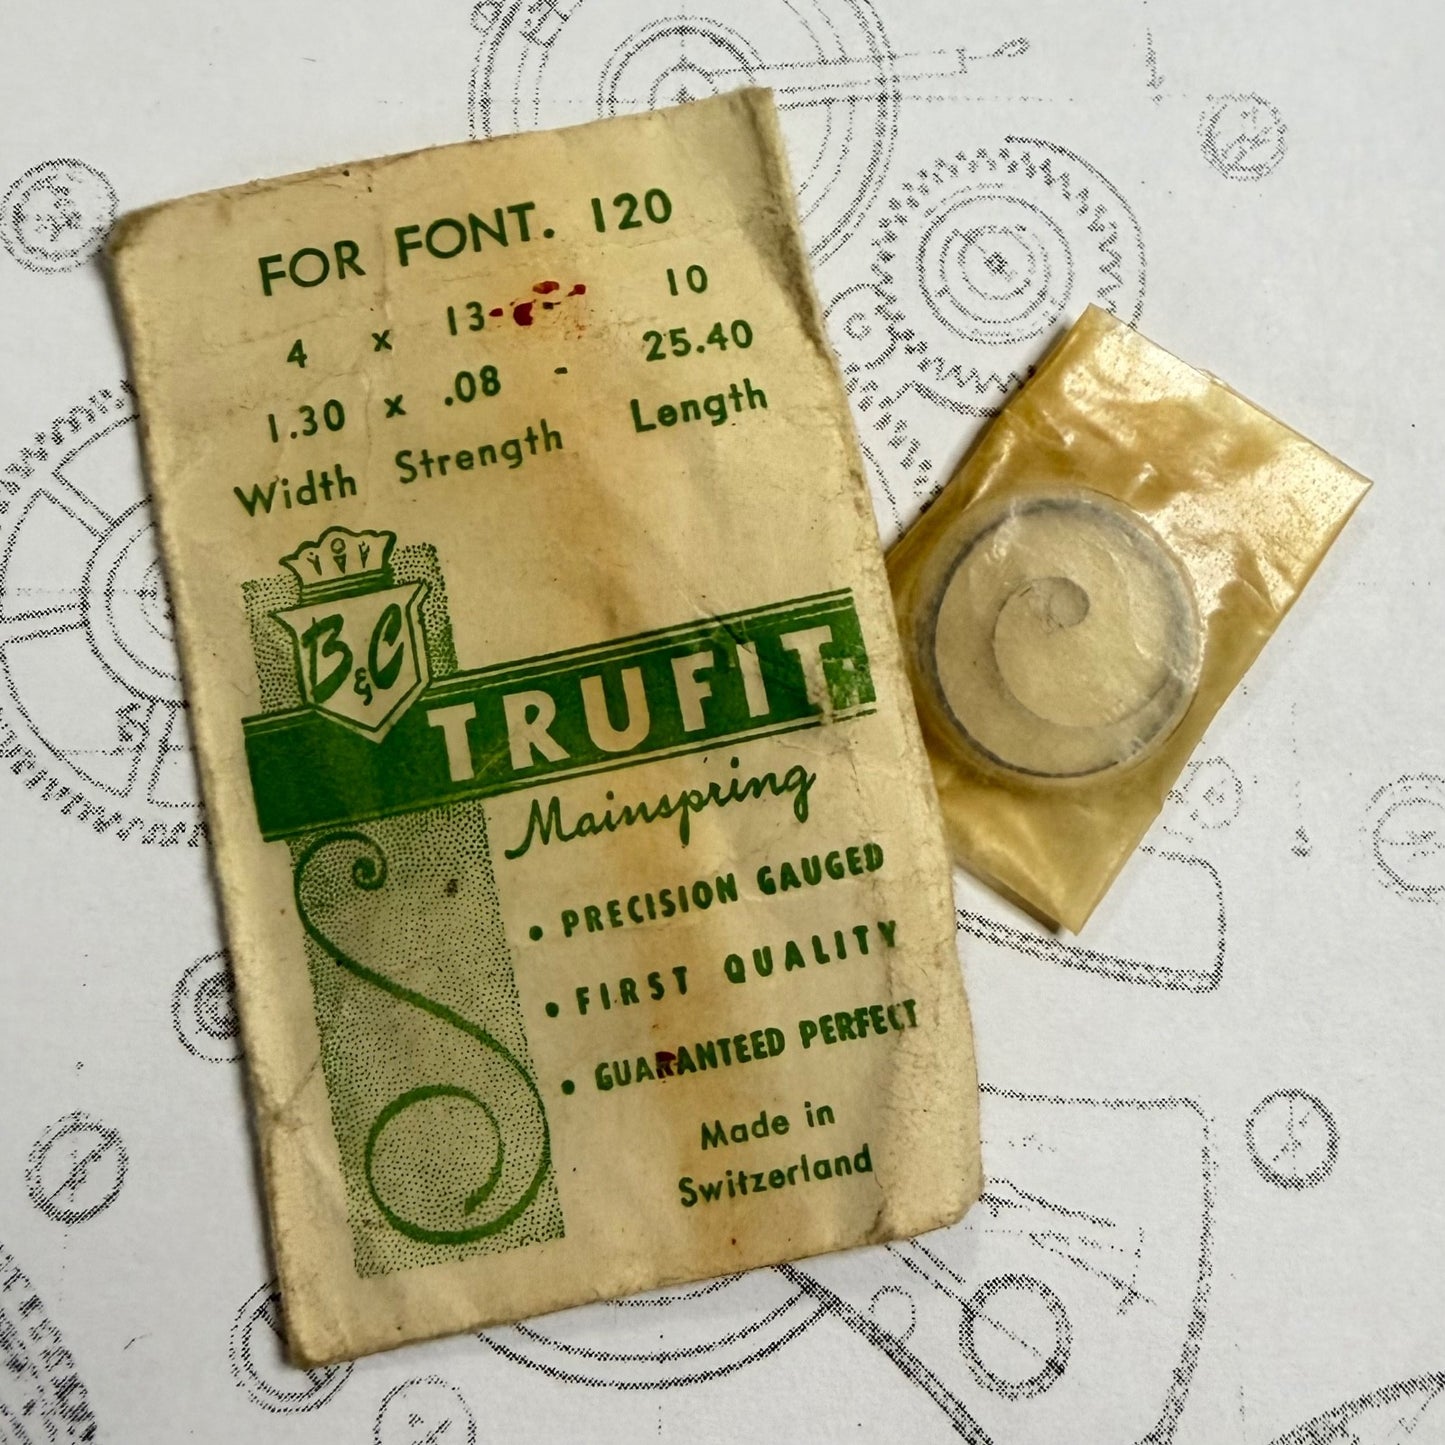 FOR FONT. 120
4 x 13 - 10
1.30 x .08 - 25.40
Width Strength Length
B&C
TRUFIT
Mainspring
• PRECISION GAUGED
• FIRST QUALITY
• GUARANTEED PERFECT
Made in
Switzerland
G